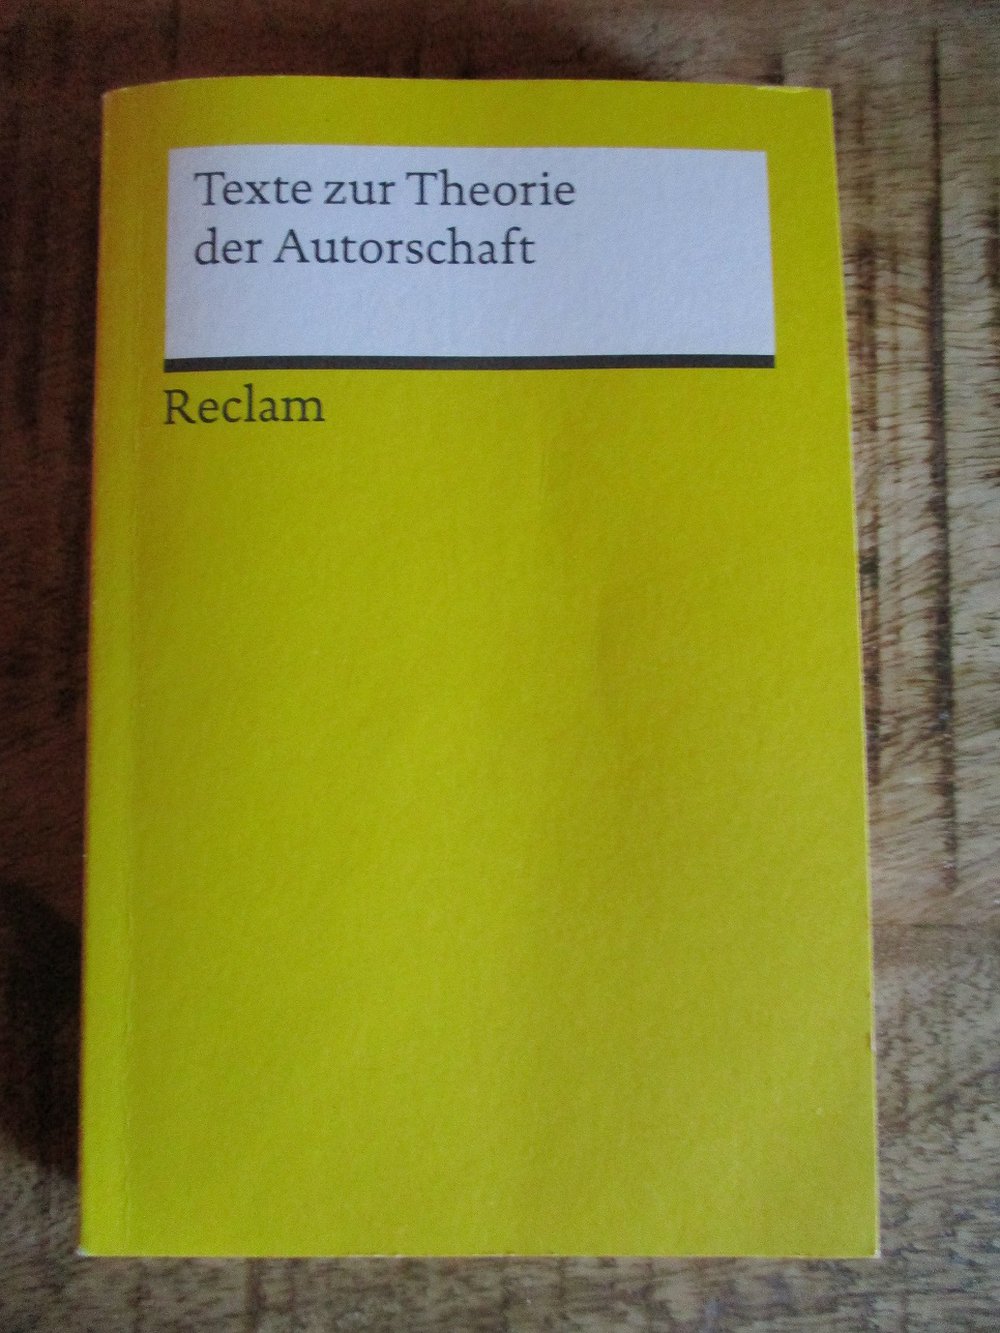 Texte zur Theorie
der Autorschaft
Reclam